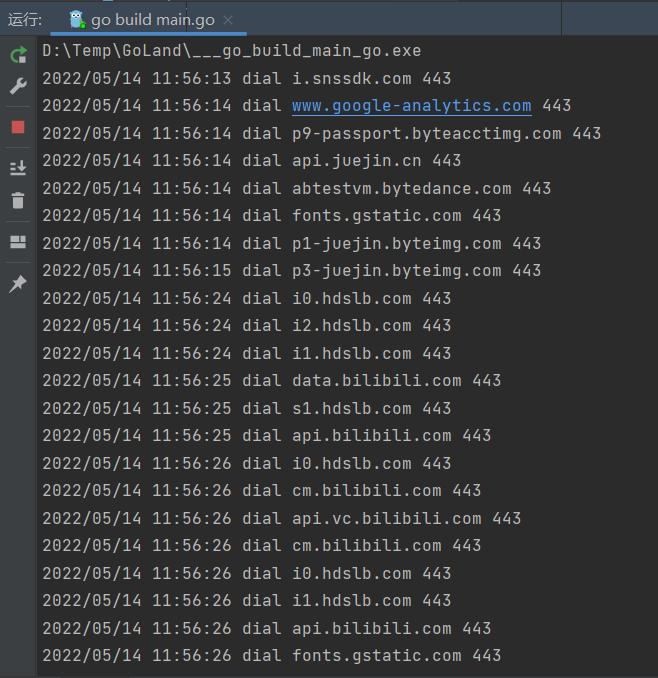 运行: go build main.go
D:\Temp\GoLand\___go_build_main_go.exe
2022/05/14 11:56:13 dial i.snssdk.com 443
2022/05/14 11:56:14 dial www.google-analytics.com 443
2022/05/14 11:56:14 dial p9-passport.byteacctimg.com 443
2022/05/14 11:56:14 dial api.juejin.cn 443
2022/05/14 11:56:14 dial abtestvm.bytedance.com 443
2022/05/14 11:56:14 dial fonts.gstatic.com 443
2022/05/14 11:56:14 dial p1-juejin.byteimg.com 443
2022/05/14 11:56:15 dial p3-juejin.byteimg.com 443
2022/05/14 11:56:24 dial i0.hdslb.com 443
2022/05/14 11:56:24 dial i2.hdslb.com 443
2022/05/14 11:56:24 dial i1.hdslb.com 443
2022/05/14 11:56:25 dial data.bilibili.com 443
2022/05/14 11:56:25 dial s1.hdslb.com 443
2022/05/14 11:56:25 dial api.bilibili.com 443
2022/05/14 11:56:26 dial i0.hdslb.com 443
2022/05/14 11:56:26 dial cm.bilibili.com 443
2022/05/14 11:56:26 dial api.vc.bilibili.com 443
2022/05/14 11:56:26 dial cm.bilibili.com 443
2022/05/14 11:56:26 dial i0.hdslb.com 443
2022/05/14 11:56:26 dial i1.hdslb.com 443
2022/05/14 11:56:26 dial api.bilibili.com 443
2022/05/14 11:56:26 dial fonts.gstatic.com 443